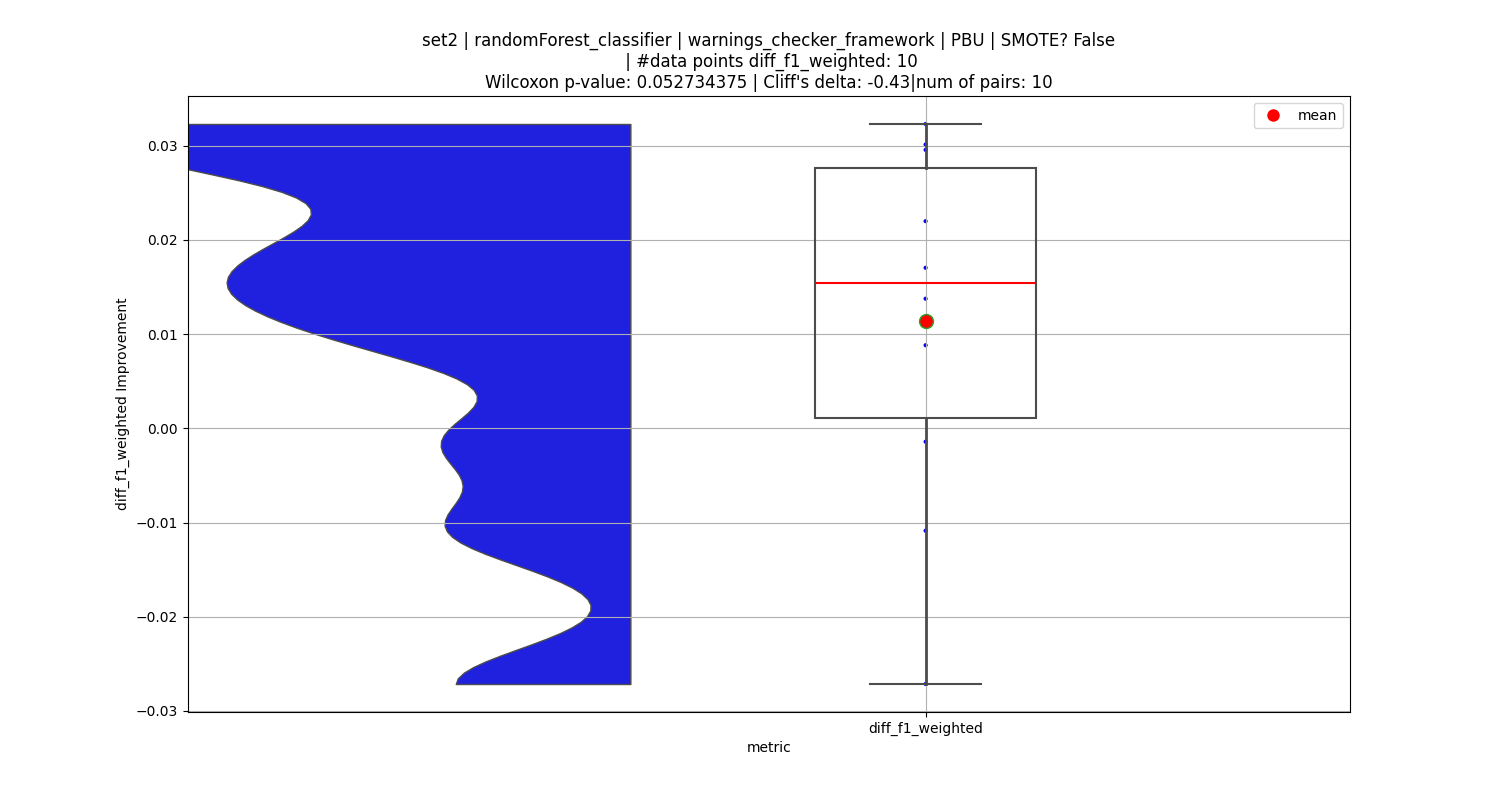 set2 | randomForest_classifier | warnings_checker_framework | PBU | SMOTE? False
| #data points diff_f1_weighted: 10
Wilcoxon p-value: 0.052734375 | Cliff's delta: -0.43|num of pairs: 10
mean
0.03
0.02
0.01
0.00
−0.01
−0.02
−0.03
diff_f1_weighted Improvement
diff_f1_weighted
metric